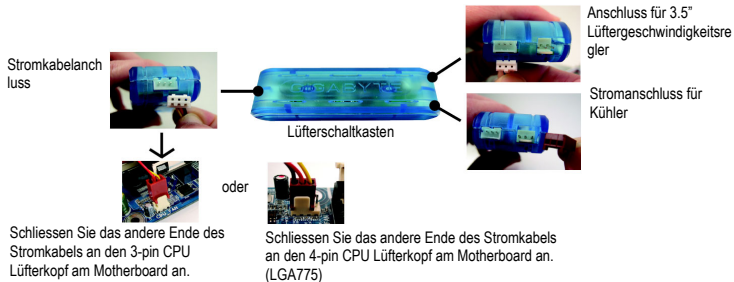 Stromkabelanch
luss
GIGABYTE
Lüfterschaltkasten
Anschluss für 3.5”
Lüftergeschwindigkeitsre
gler
Stromanschluss für
Kühler
oder
Schliessen Sie das andere Ende des
Stromkabels an den 3-pin CPU
Lüfterkopf am Motherboard an.
Schliessen Sie das andere Ende des Stromkabels
an den 4-pin CPU Lüfterkopf am Motherboard an.
(LGA775)